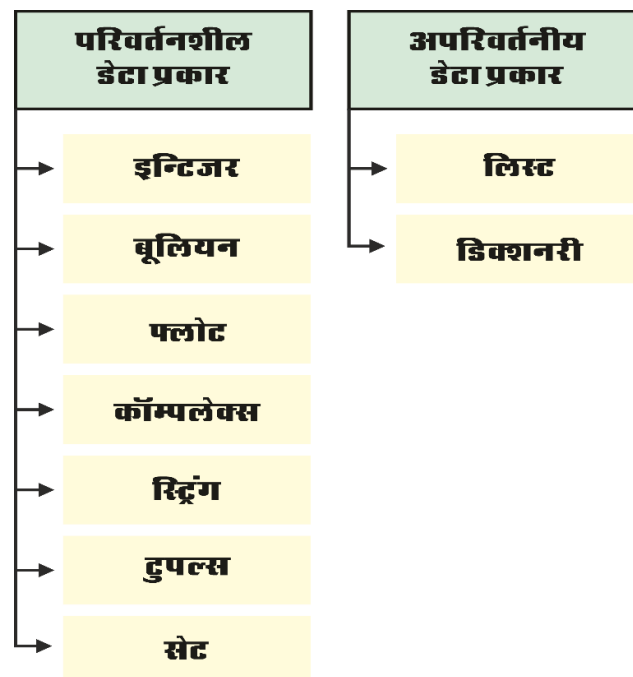 परिवर्तनशील
डेटा प्रकार
इन्टिजर
बूलियन
फ्लोट
कॉम्पलेक्स
स्ट्रिंग
टुपल्स
सेट
अपरिवर्तनीय
डेटा प्रकार
लिस्ट
डिक्शनरी